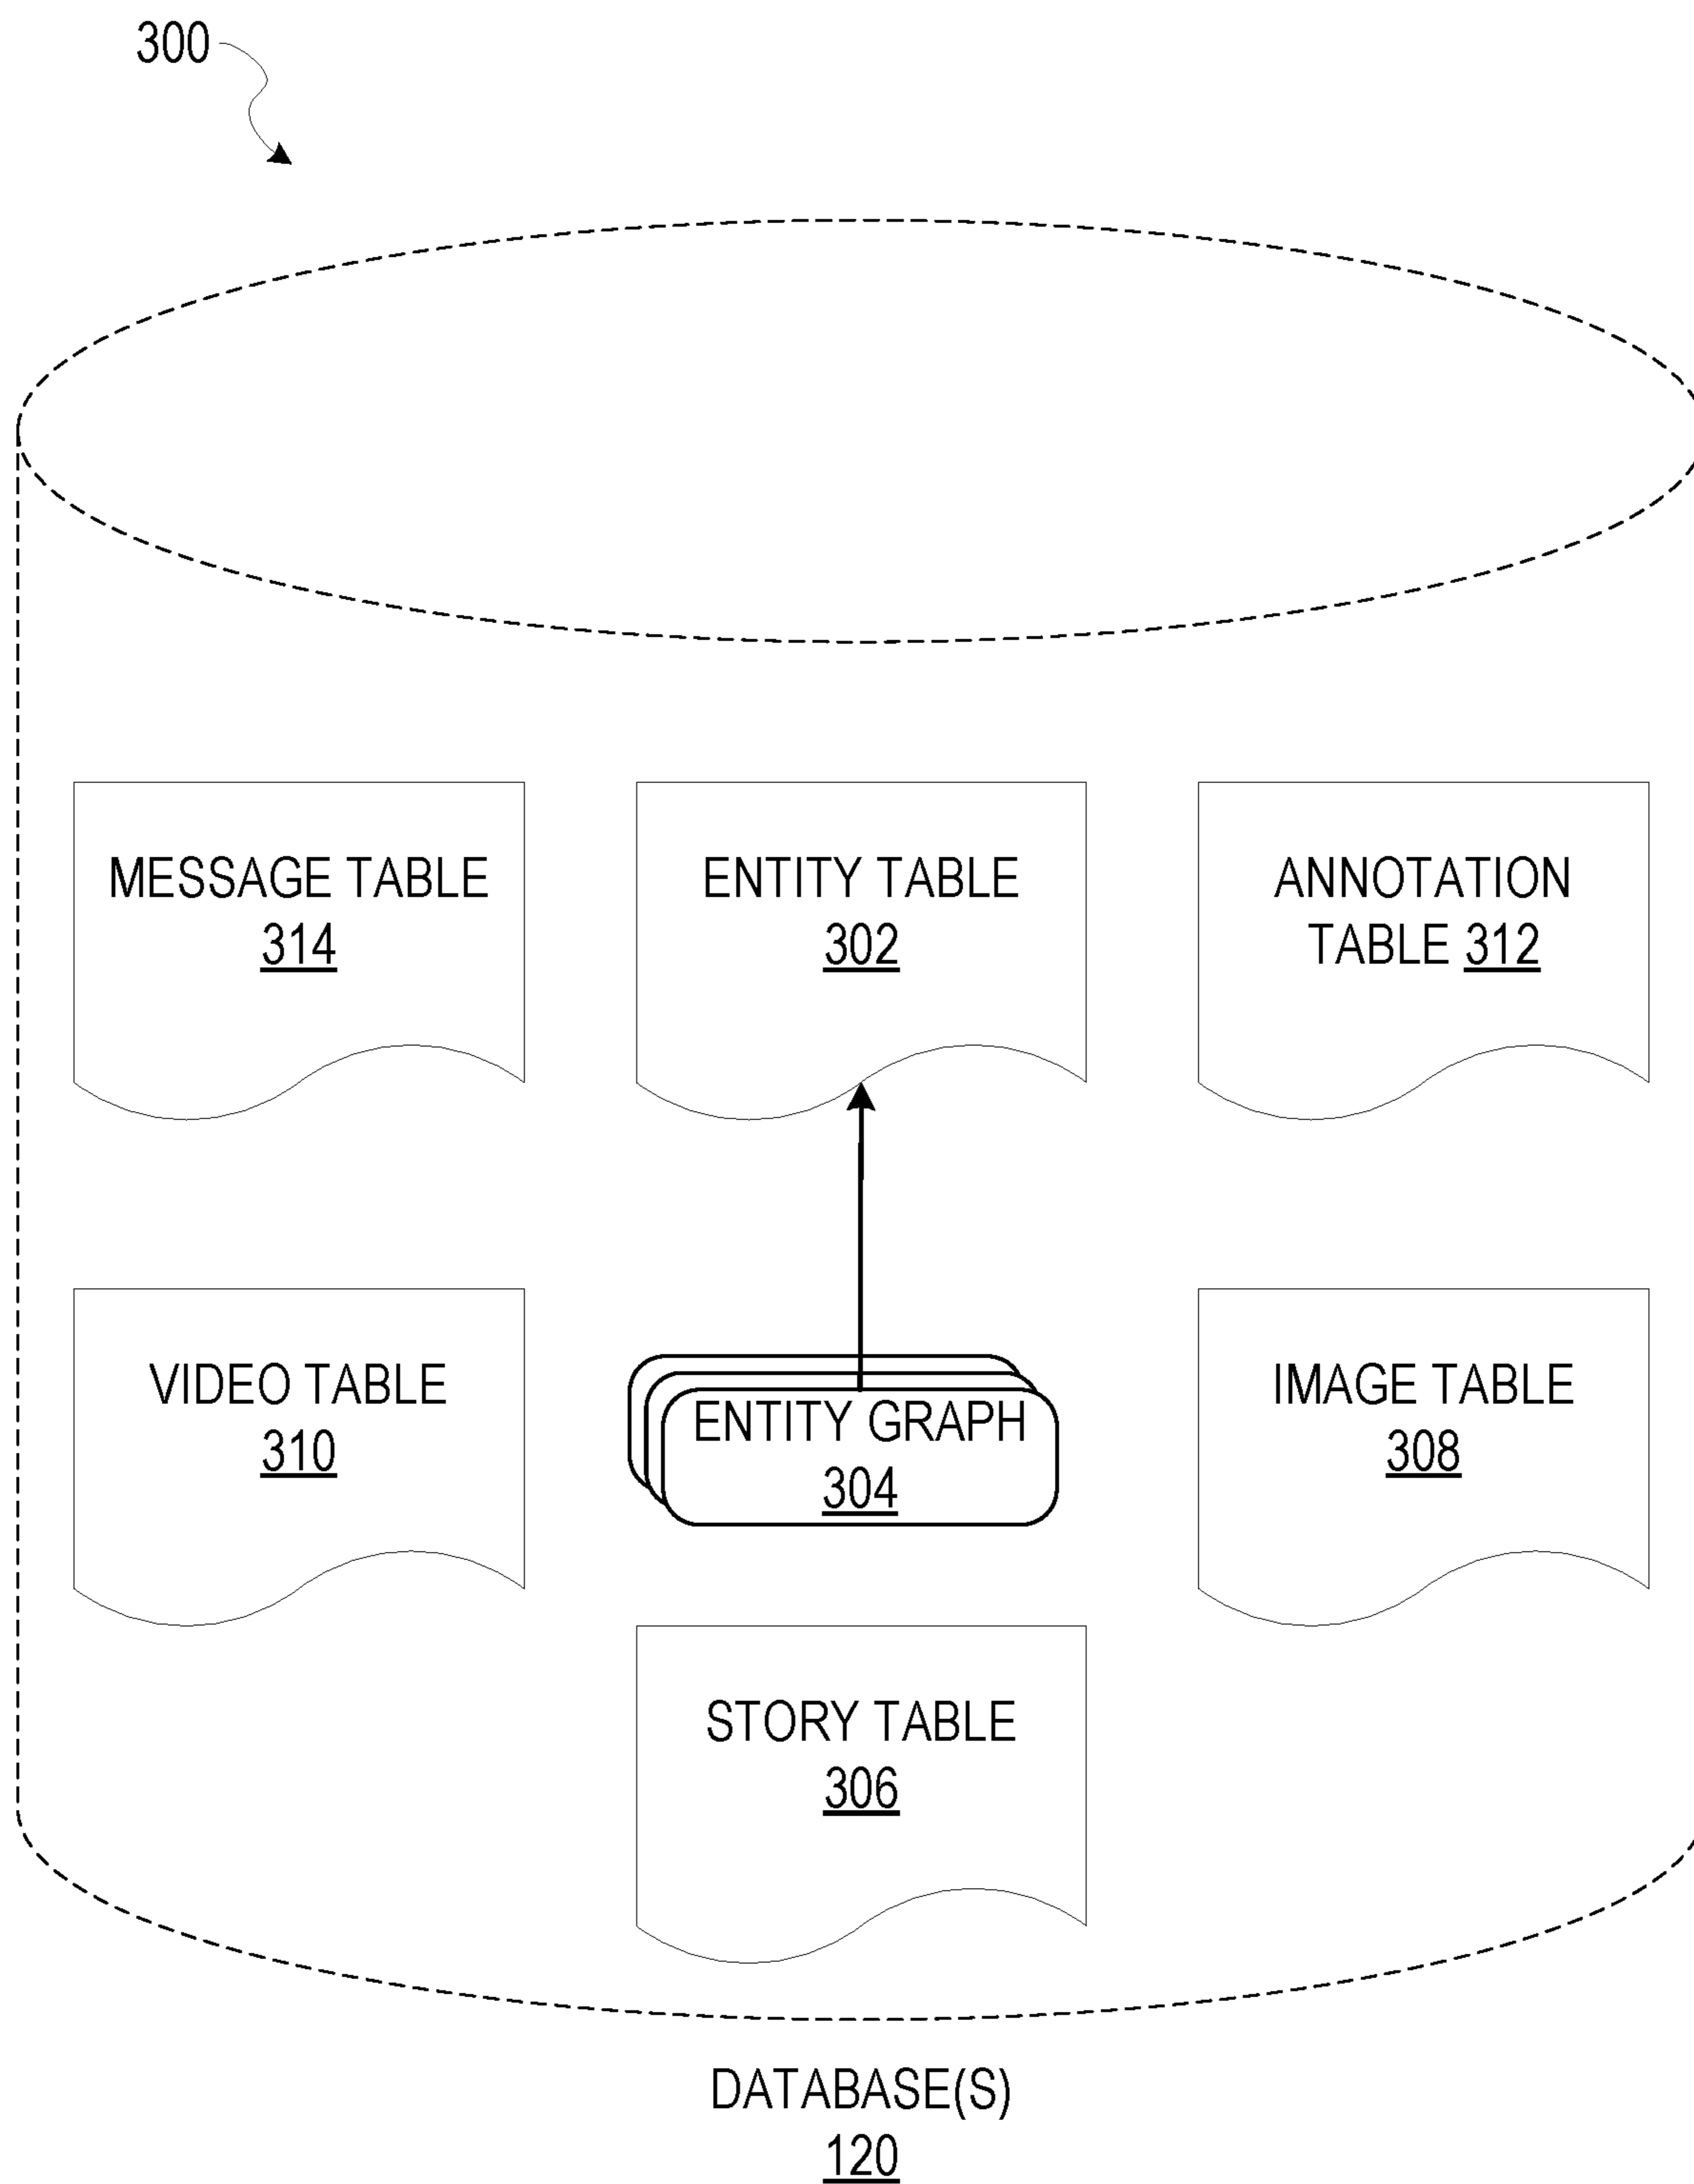 300
MESSAGE TABLE
314
ENTITY TABLE
302
ANNOTATION
TABLE 312
VIDEO TABLE
310
ENTITY GRAPH
304
IMAGE TABLE
308
STORY TABLE
306
DATABASE(S)
120